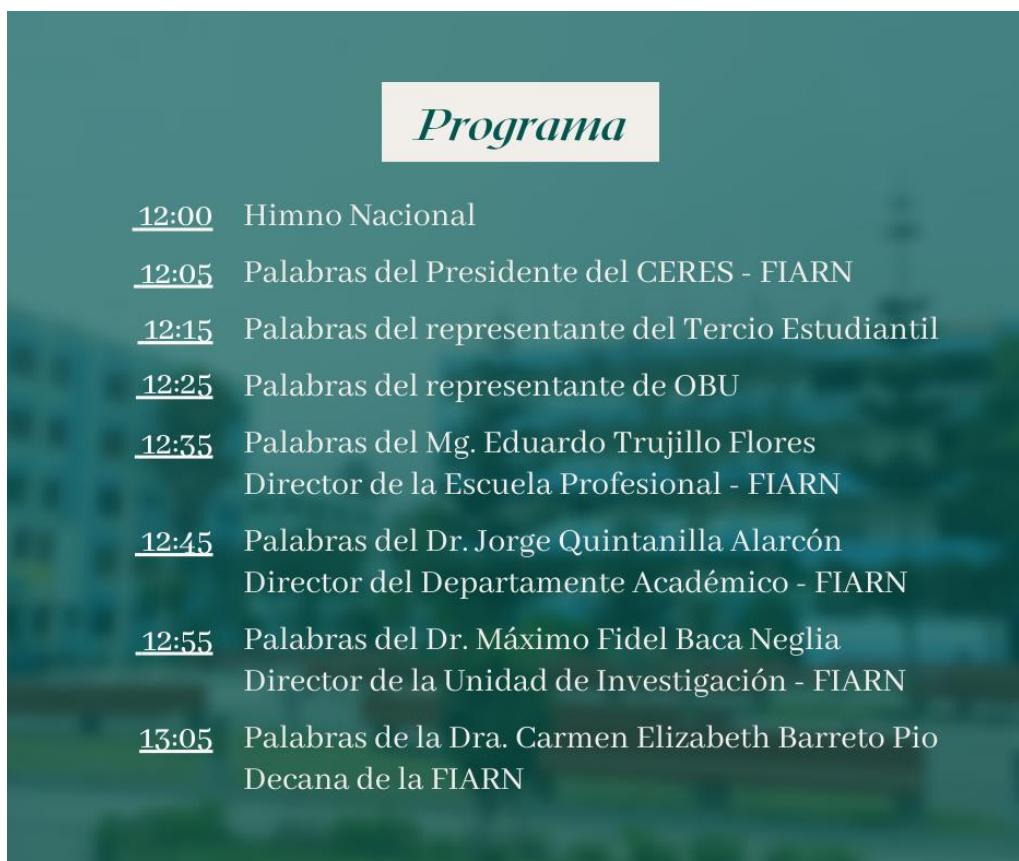 Programa
12:00 Himno Nacional
12:05 Palabras del Presidente del CERES - FIARN
12:15 Palabras del representante del Tercio Estudiantil
12:25 Palabras del representante de OBU
12:35 Palabras del Mg. Eduardo Trujillo Flores
Director de la Escuela Profesional - FIARN
12:45 Palabras del Dr. Jorge Quintanilla Alarcón
Director del Departamente Académico - FIARN
12:55 Palabras del Dr. Máximo Fidel Baca Neglia
Director de la Unidad de Investigación - FIARN
13:05 Palabras de la Dra. Carmen Elizabeth Barreto Pio
Decana de la FIARN